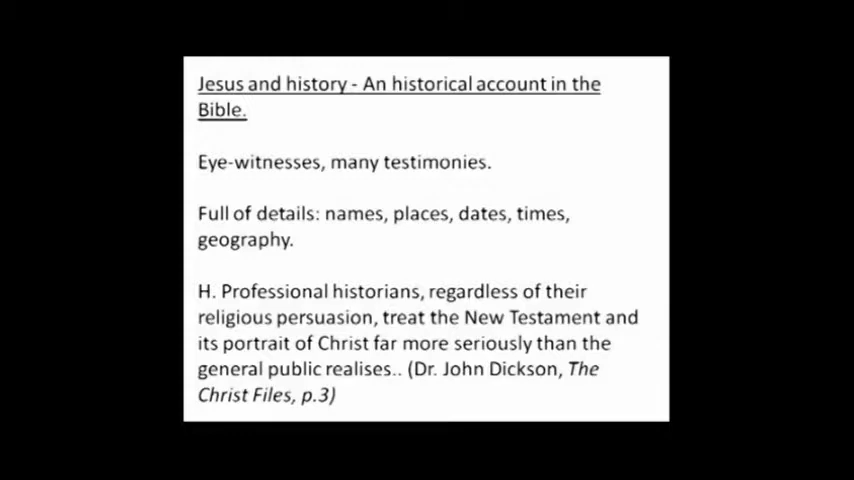 Jesus and history - An historical account in the
Bible.
Eye-witnesses, many testimonies.
Full of details: names, places, dates, times,
geography.
H. Professional historians, regardless of their
religious persuasion, treat the New Testament and
its portrait of Christ far more seriously than the
general public realises.. (Dr. John Dickson, The
Christ Files, p.3)